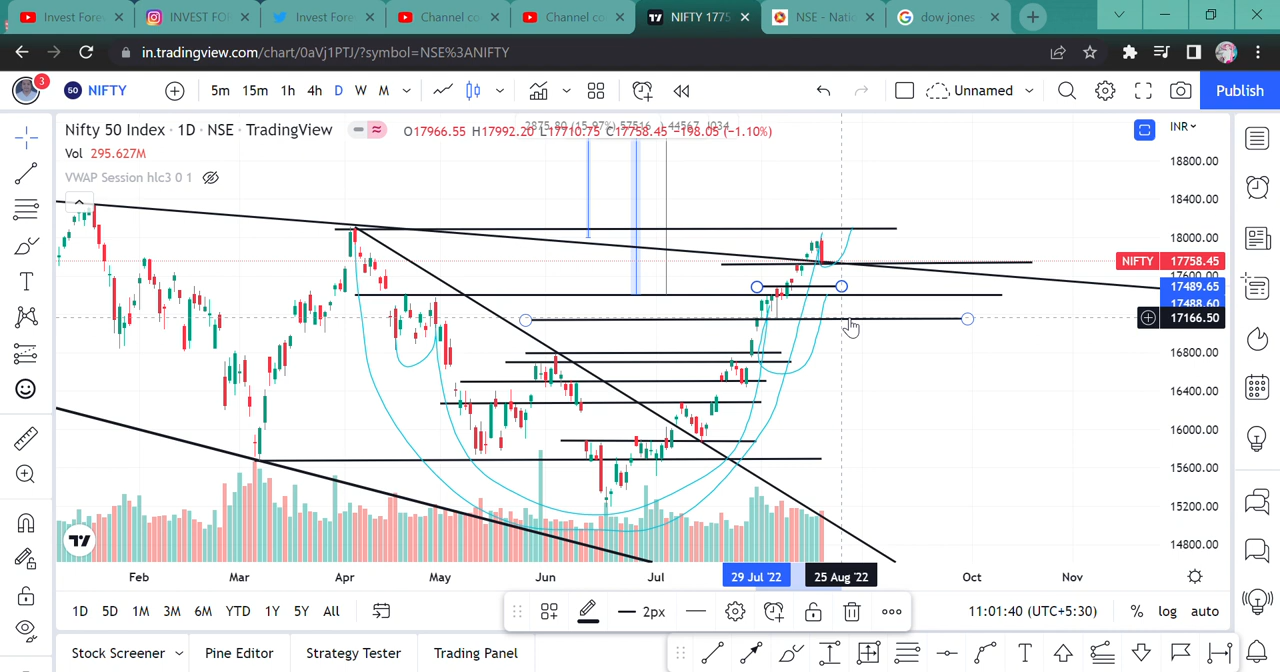 Invest Fore
INVEST FOI
Invest Fore
Channel co
Channel co
NIFTY 1775
NSE - Natio
dow jones
in.tradingview.com/chart/0aVj1PTJ/?symbol=NSE%3ANIFTY
3
50 NIFTY 5m 15m 1h 4h D W M Unnamed Publish
Nifty 50 Index · 1D · NSE · TradingView O17966.55 H17992.20 L17710.75 C17758.45 −198.05 (−1.10%)
Vol 295.627M
VWAP Session hlc3 0 1
INR
18800.00
18400.00
18000.00
NIFTY 17758.45
17600.00
17489.65
17488.60
17166.50
16800.00
16400.00
16000.00
15600.00
15200.00
14800.00
Feb Mar Apr May Jun Jul 29 Jul '22 25 Aug '22 Oct Nov
1D 5D 1M 3M 6M YTD 1Y 5Y All 2px 11:01:40 (UTC+5:30) % log auto
Stock Screener Pine Editor Strategy Tester Trading Panel